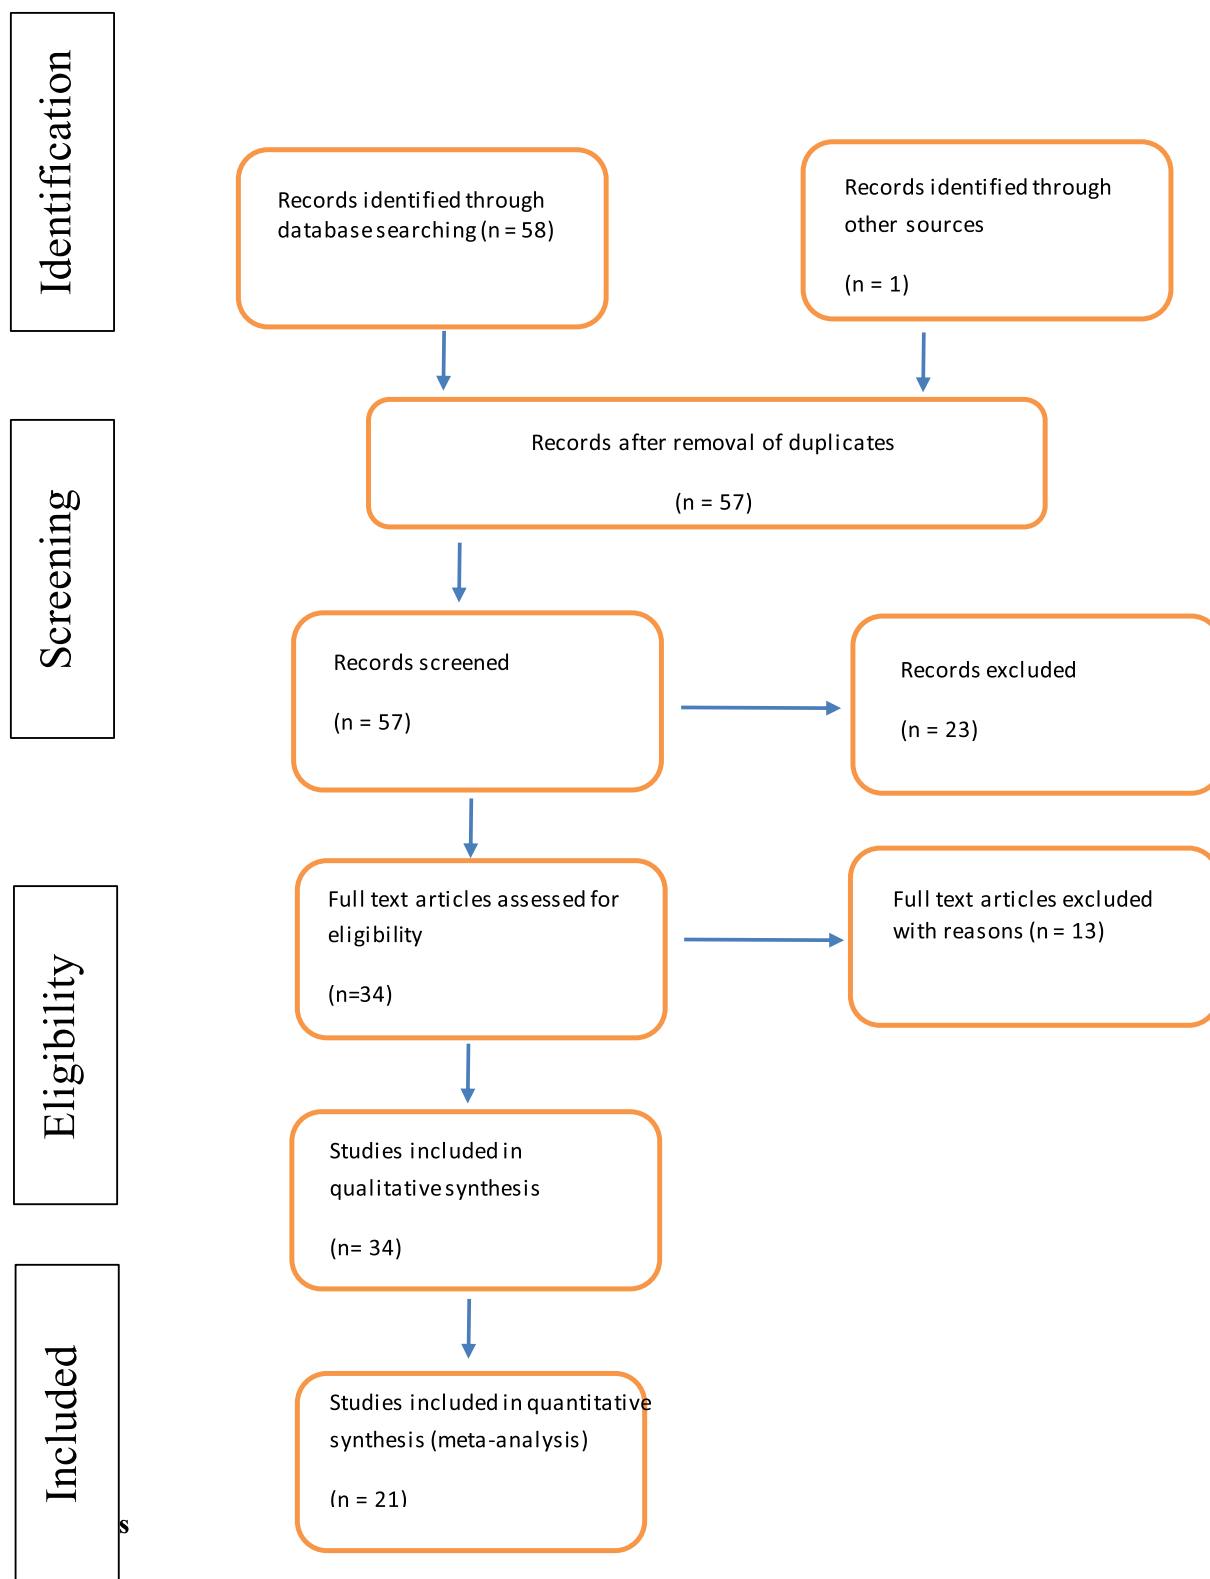 Identification
Records identified through
database searching (n = 58)
Records identified through
other sources
(n = 1)
Screening
Records after removal of duplicates
(n = 57)
Records screened
(n = 57)
Records excluded
(n = 23)
Eligibility
Full text articles assessed for
eligibility
(n=34)
Full text articles excluded
with reasons (n = 13)
Studies included in
qualitative synthesis
(n= 34)
Included
Studies included in quantitative
synthesis (meta-analysis)
(n = 21)
s